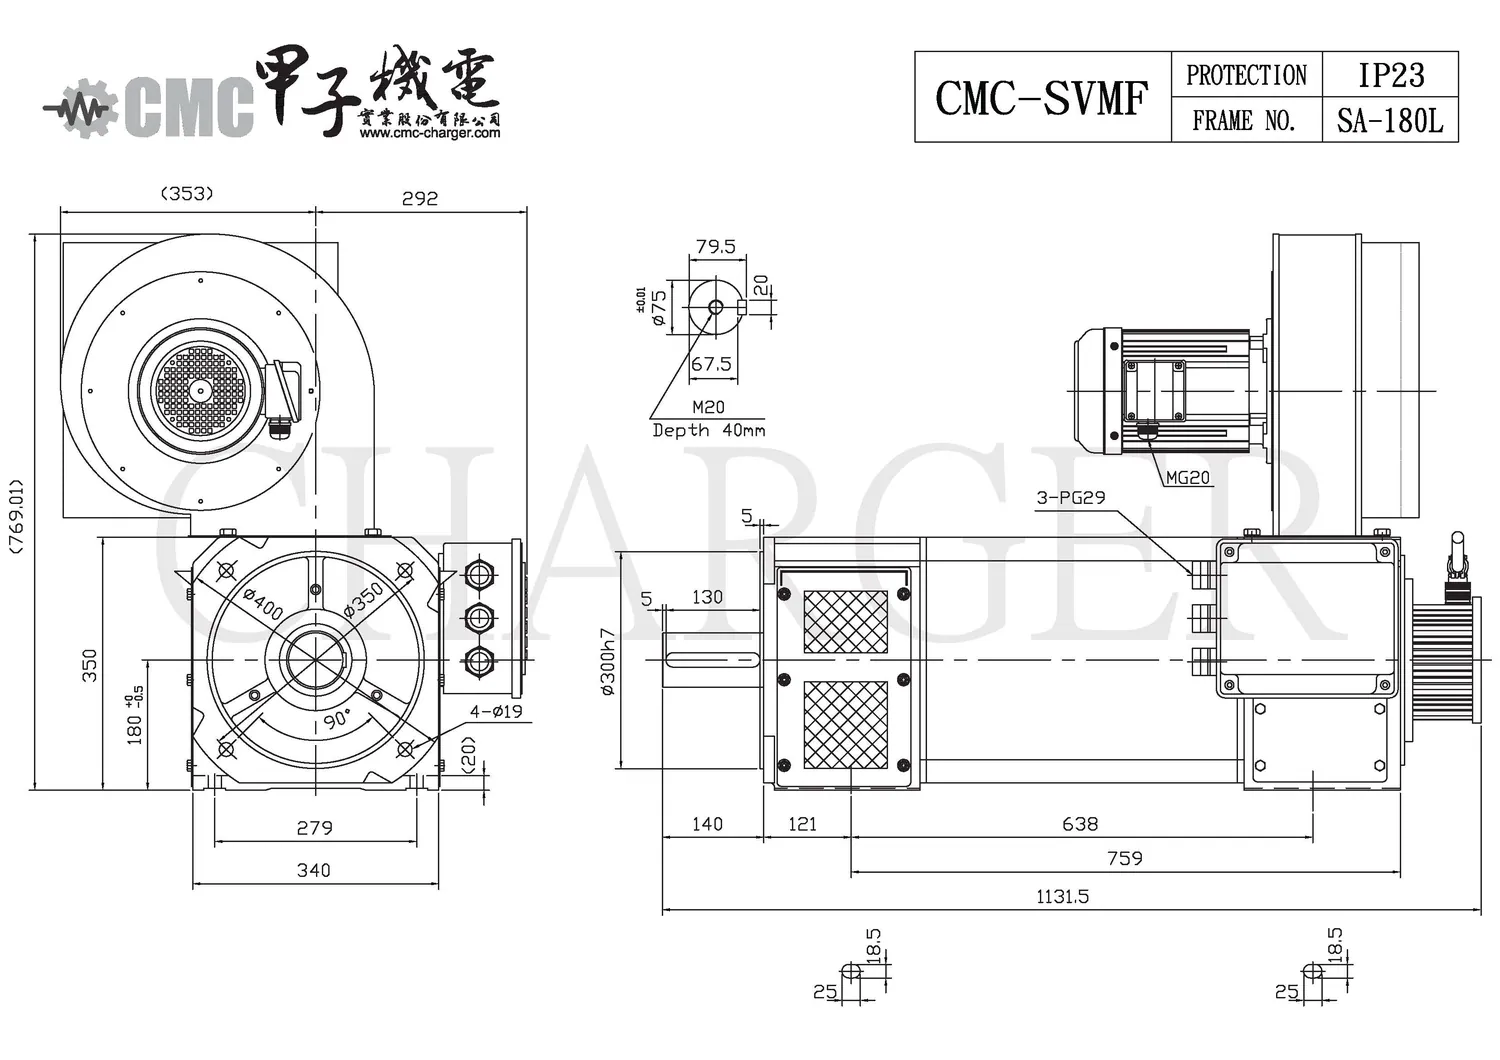 CMC 甲子機電
實業股份有限公司
www.cmc-charger.com
CMC-SVMF
PROTECTION
IP23
FRAME NO.
SA-180L
(353)
292
79.5
20
±0.01
ø75
67.5
M20
Depth 40mm
MG20
3-PG29
(769.01)
CHARGER
350
180 +0 -0.5
ø400
ø350
90°
4-ø19
(20)
279
340
5
5
130
ø300h7
140
121
638
759
1131.5
18.5
25
18.5
25